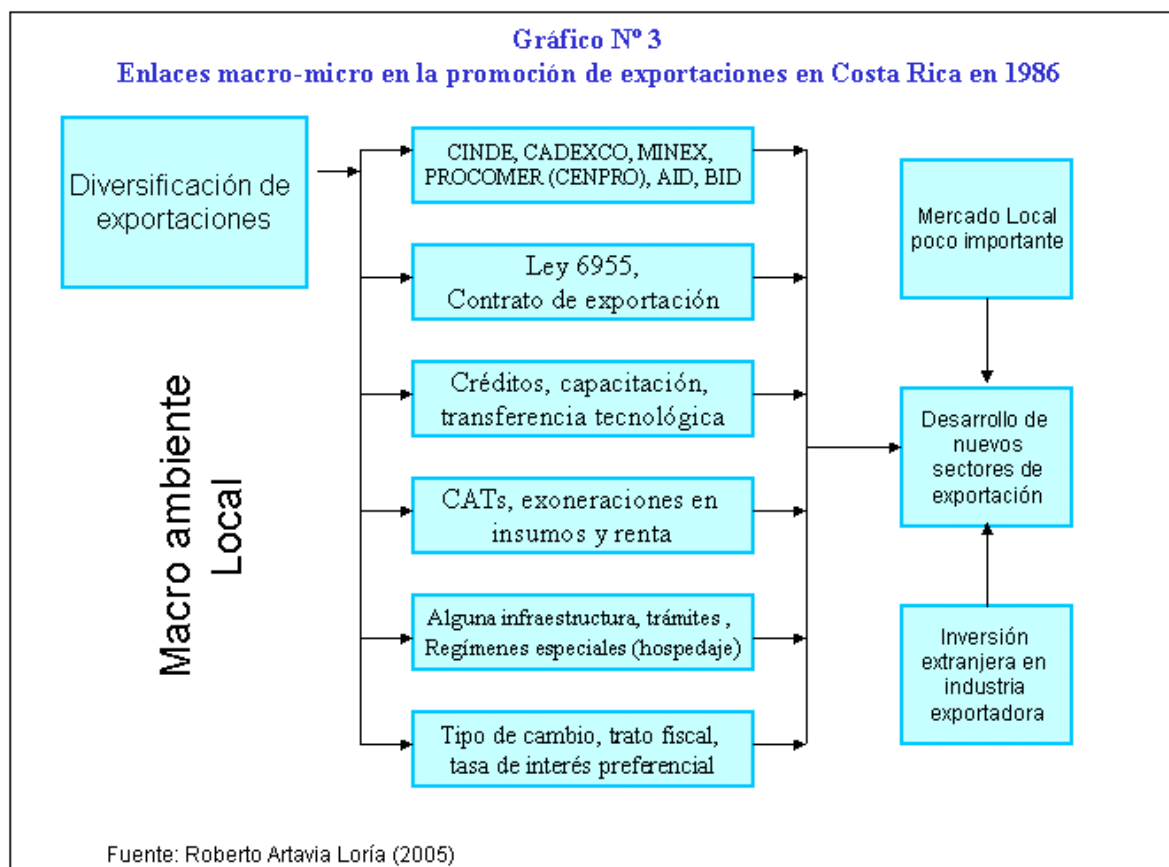 Gráfico Nº 3
Enlaces macro-micro en la promoción de exportaciones en Costa Rica en 1986
Diversificación de
exportaciones
Macro ambiente
Local
CINDE, CADEXCO, MINEX,
PROCOMER (CENPRO), AID, BID
Ley 6955,
Contrato de exportación
Créditos, capacitación,
transferencia tecnológica
CATs, exoneraciones en
insumos y renta
Alguna infraestructura, trámites ,
Regímenes especiales (hospedaje)
Tipo de cambio, trato fiscal,
tasa de interés preferencial
Mercado Local
poco importante
Desarrollo de
nuevos
sectores de
exportación
Inversión
extranjera en
industria
exportadora
Fuente: Roberto Artavia Loría (2005)